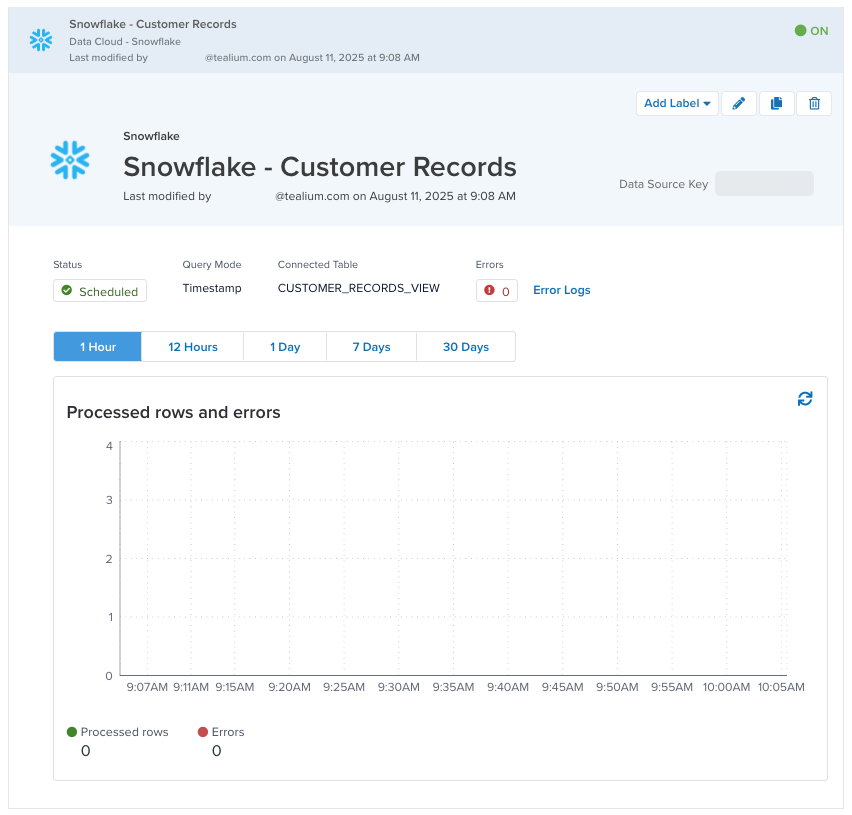 Snowflake - Customer Records
Data Cloud - Snowflake
Last modified by @tealium.com on August 11, 2025 at 9:08 AM
ON
Add Label
Snowflake
Snowflake - Customer Records
Last modified by @tealium.com on August 11, 2025 at 9:08 AM
Data Source Key
Status Query Mode Connected Table Errors
Scheduled Timestamp CUSTOMER_RECORDS_VIEW 0 Error Logs
1 Hour 12 Hours 1 Day 7 Days 30 Days
Processed rows and errors
4
3
2
1
0
9:07AM 9:11AM 9:15AM 9:20AM 9:25AM 9:30AM 9:35AM 9:40AM 9:45AM 9:50AM 9:55AM 10:00AM 10:05AM
Processed rows Errors
0 0